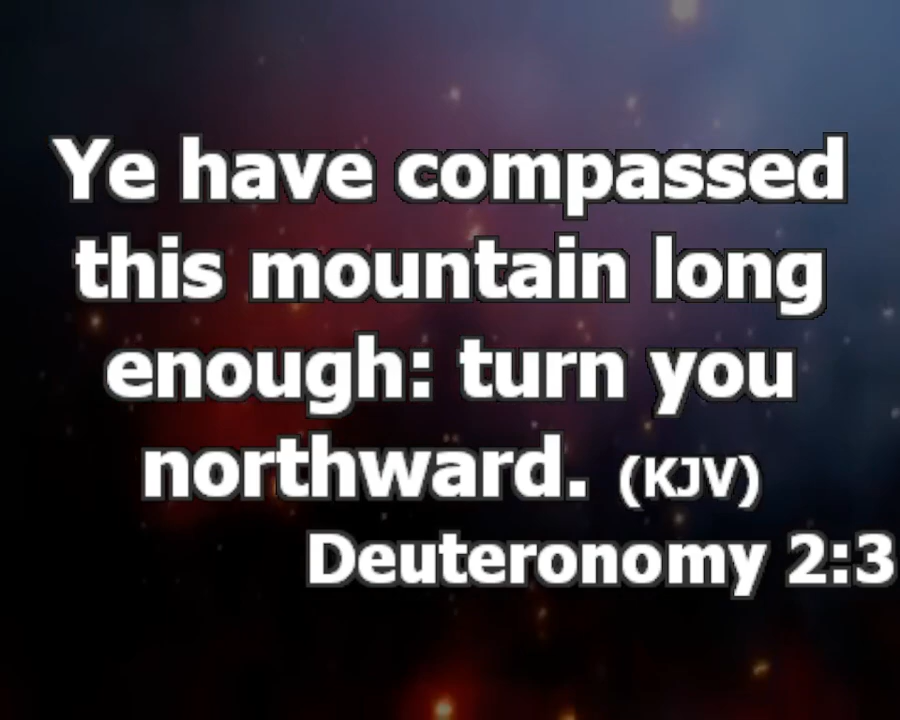 Ye have compassed
this mountain long
enough: turn you
northward. (KJV)
Deuteronomy 2:3